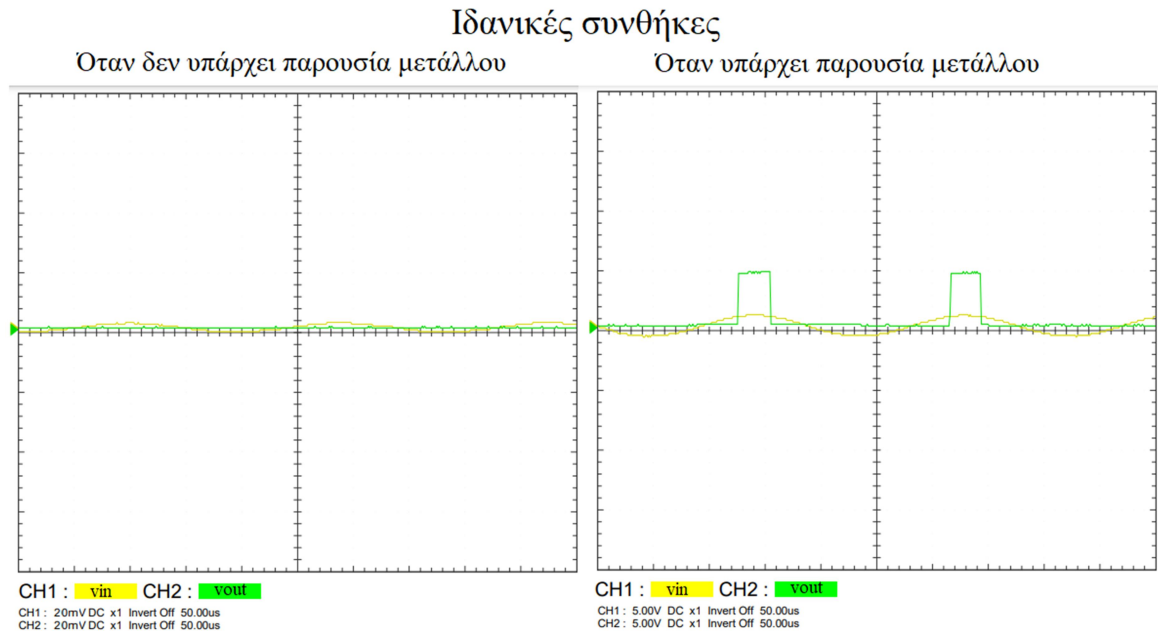 Ιδανικές συνθήκες
Όταν δεν υπάρχει παρουσία μετάλλου
Όταν υπάρχει παρουσία μετάλλου
CH1 : vin CH2 : vout
CH1 : 20mV DC x1 Invert Off 50.00us
CH2 : 20mV DC x1 Invert Off 50.00us
CH1 : vin CH2 : vout
CH1 : 5.00V DC x1 Invert Off 50.00us
CH2 : 5.00V DC x1 Invert Off 50.00us